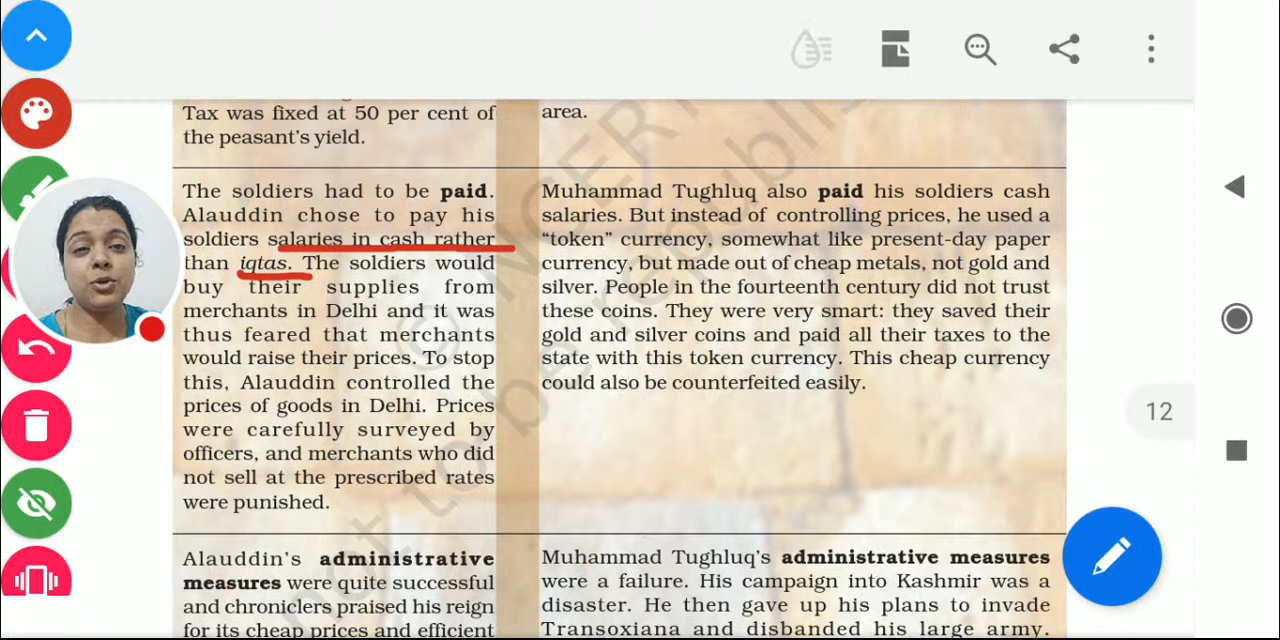 Tax was fixed at 50 per cent of
the peasant's yield.
area.
The soldiers had to be paid.
Alauddin chose to pay his
soldiers salaries in cash rather
than iqtas. The soldiers would
buy their supplies from
merchants in Delhi and it was
thus feared that merchants
would raise their prices. To stop
this, Alauddin controlled the
prices of goods in Delhi. Prices
were carefully surveyed by
officers, and merchants who did
not sell at the prescribed rates
were punished.
Muhammad Tughluq also paid his soldiers cash
salaries. But instead of controlling prices, he used a
“token” currency, somewhat like present-day paper
currency, but made out of cheap metals, not gold and
silver. People in the fourteenth century did not trust
these coins. They were very smart: they saved their
gold and silver coins and paid all their taxes to the
state with this token currency. This cheap currency
could also be counterfeited easily.
Alauddin's administrative
measures were quite successful
and chroniclers praised his reign
for its cheap prices and efficient
Muhammad Tughluq's administrative measures
were a failure. His campaign into Kashmir was a
disaster. He then gave up his plans to invade
Transoxiana and disbanded his large army.
12
© NCERT
not to be republis